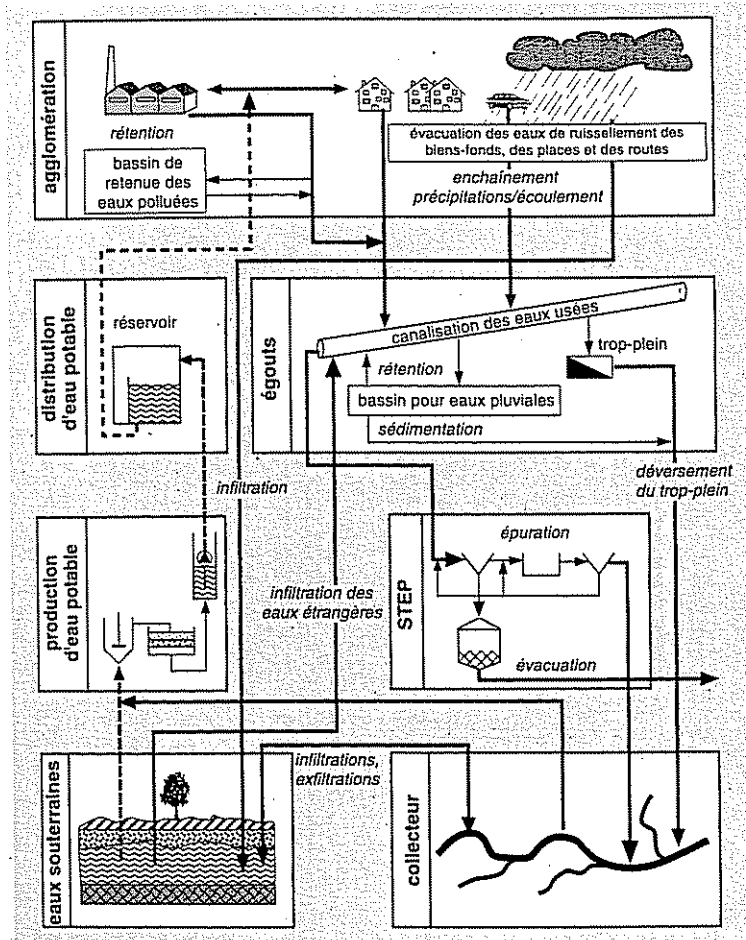 agglomération
rétention
bassin de
retenue des
eaux polluées
évacuation des eaux de ruissellement des
biens-fonds, des places et des routes
enchaînement
précipitations/écoulement
distribution
d'eau potable
réservoir
égouts
canalisation des eaux usées
trop-plein
rétention
bassin pour eaux pluviales
sédimentation
infiltration
déversement
du trop-plein
production
d'eau potable
infiltration des
eaux étrangères
STEP
épuration
évacuation
eaux souterraines
infiltrations,
exfiltrations
collecteur